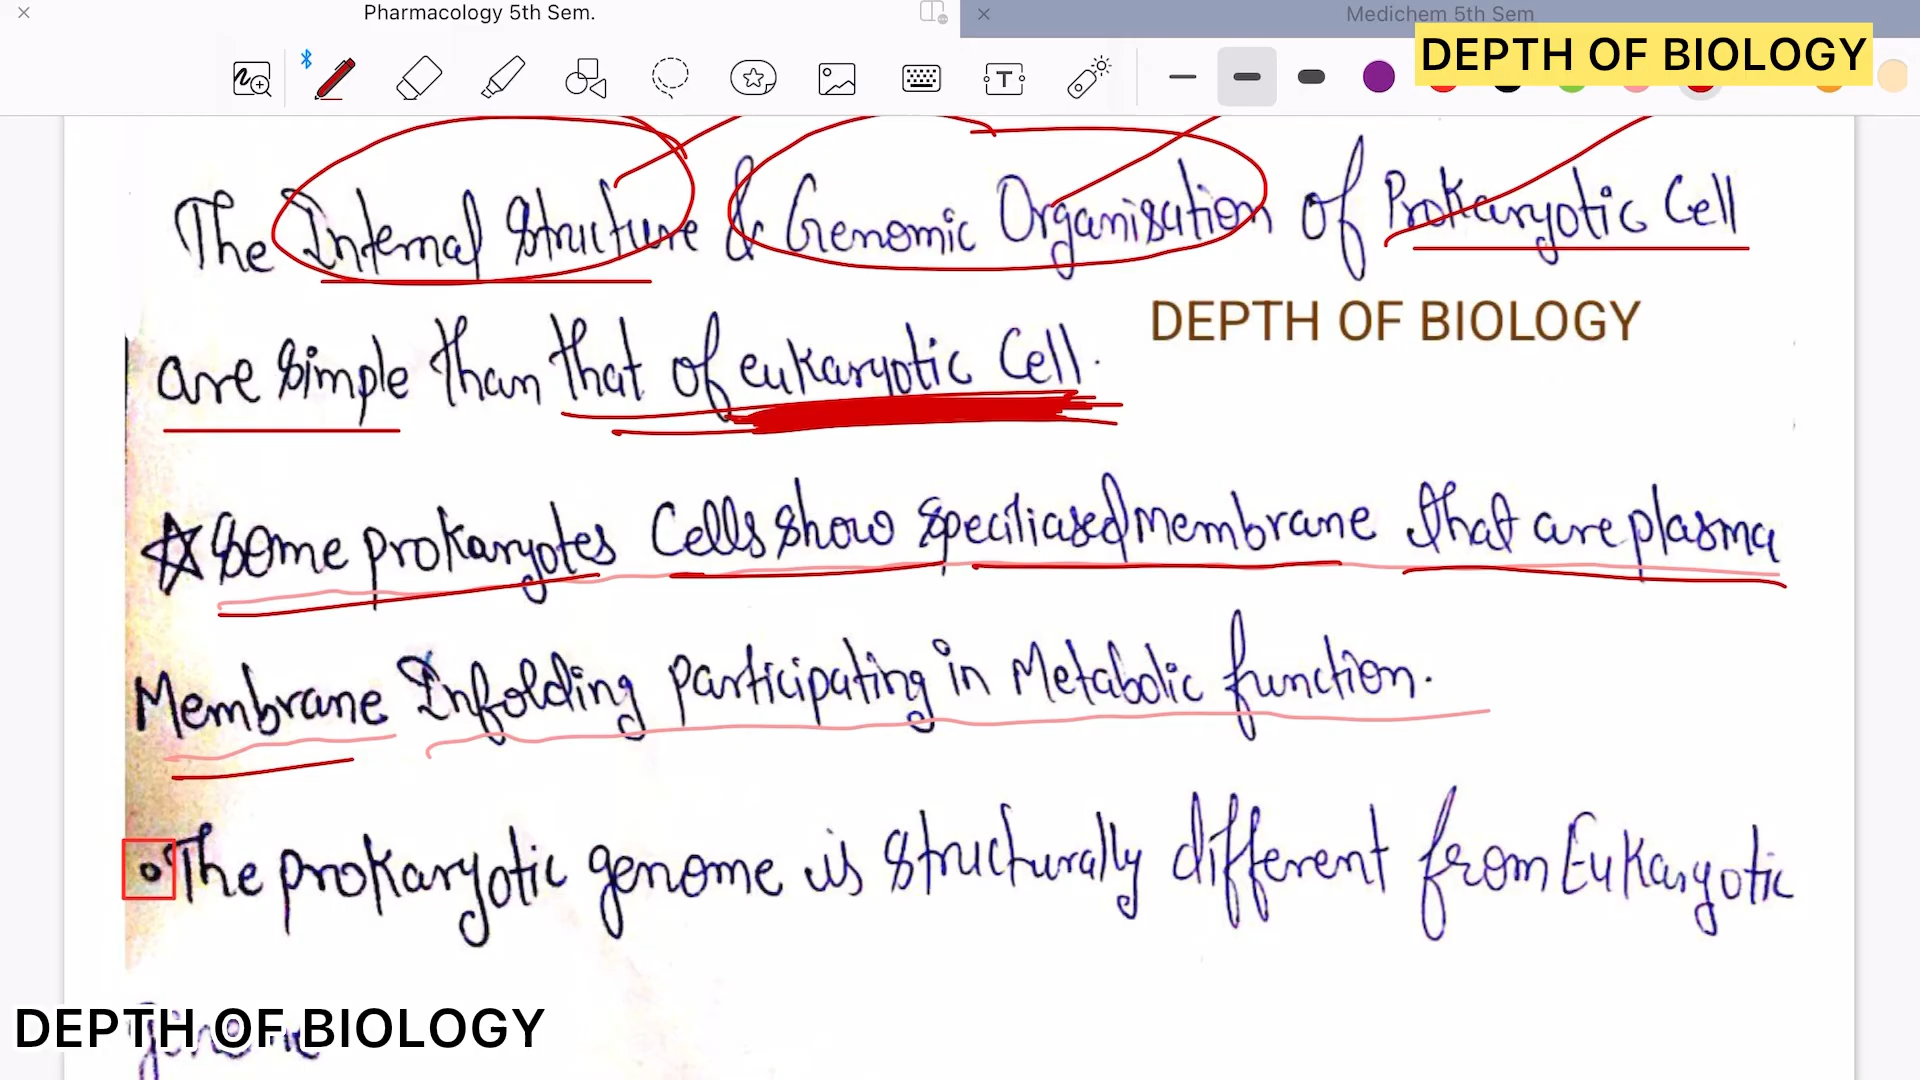 Pharmacology 5th Sem.
Medichem 5th Sem
DEPTH OF BIOLOGY
The Internal Structure & Genomic Organisation of Prokaryotic Cell
DEPTH OF BIOLOGY
are simple than that of eukaryotic Cell.
Some prokaryotes Cells show speciliased membrane that are plasma
Membrane Infolding participating in Metabolic function.
The prokaryotic genome is structurally different from Eukaryotic
genome
DEPTH OF BIOLOGY